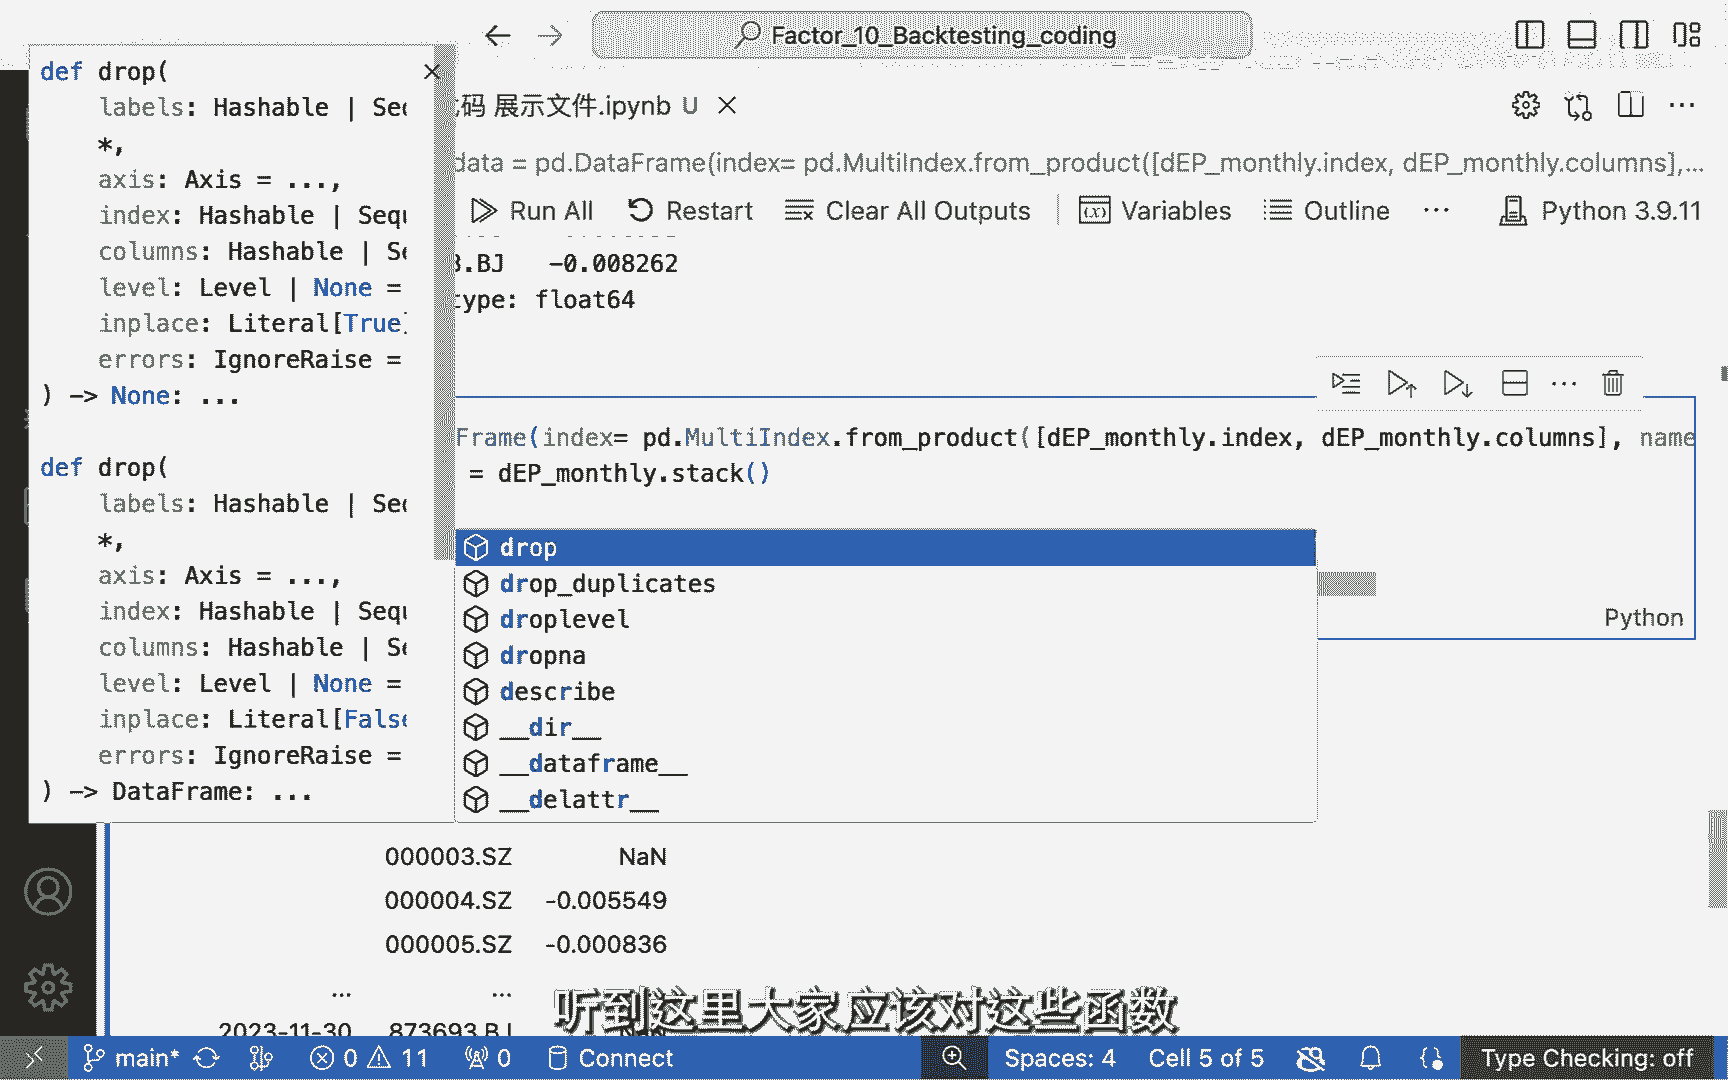 Factor_10_Backtesting_coding
def drop(
labels: Hashable | Sec
*,
axis: Axis = ...,
index: Hashable | Sequ
columns: Hashable | Se
level: Level | None =
inplace: Literal[True]
errors: IgnoreRaise =
) -> None: ...
def drop(
labels: Hashable | Sec
*,
axis: Axis = ...,
index: Hashable | Sequ
columns: Hashable | Se
level: Level | None =
inplace: Literal[False
errors: IgnoreRaise =
) -> DataFrame: ...
码 展示文件.ipynb U
data = pd.DataFrame(index= pd.MultiIndex.from_product([dEP_monthly.index, dEP_monthly.columns],...
Run All Restart Clear All Outputs Variables Outline ... Python 3.9.11
3.BJ -0.008262
type: float64
Frame(index= pd.MultiIndex.from_product([dEP_monthly.index, dEP_monthly.columns], name
= dEP_monthly.stack()
drop
drop_duplicates
droplevel
dropna
describe
__dir__
__dataframe__
__delattr__
Python
000003.SZ NaN
000004.SZ -0.005549
000005.SZ -0.000836
... ...
2023-11-30 873693.BJ
听到这里大家应该对这些函数
main* 0 11 0 Connect Spaces: 4 Cell 5 of 5 Type Checking: off